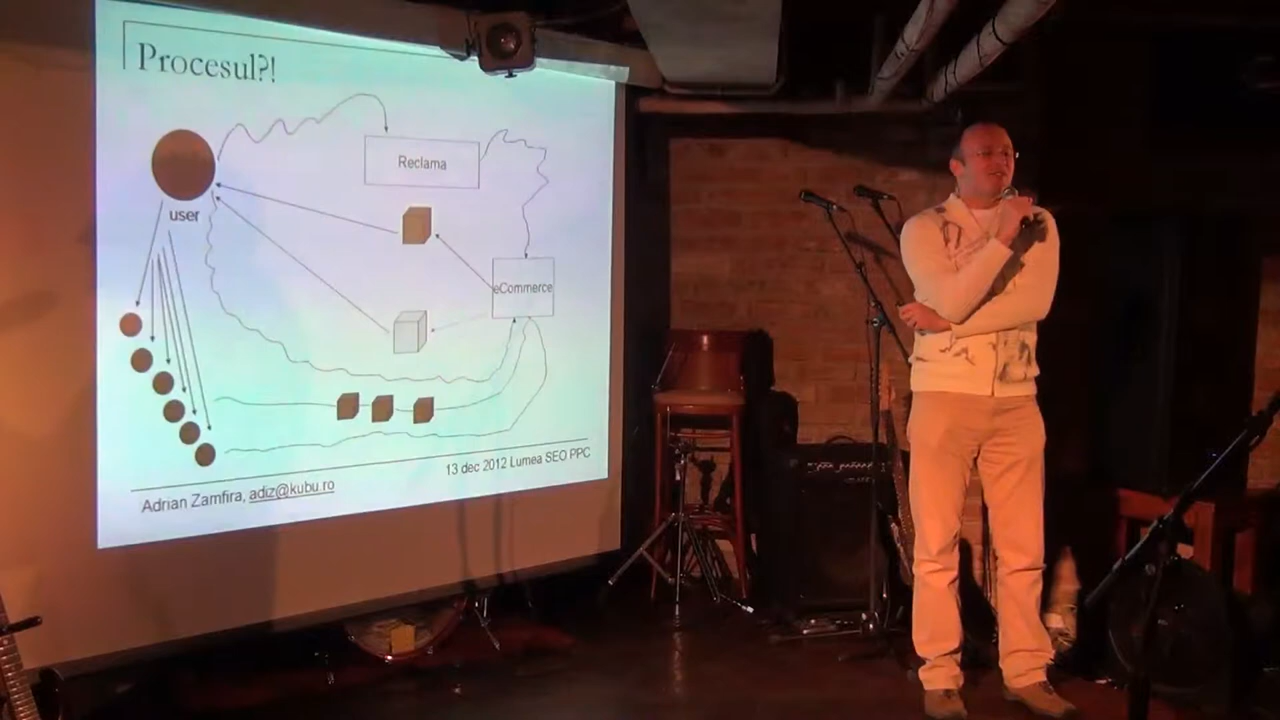 Procesul?!
Reclama
user
eCommerce
13 dec 2012 Lumea SEO PPC
Adrian Zamfira, adiz@kubu.ro